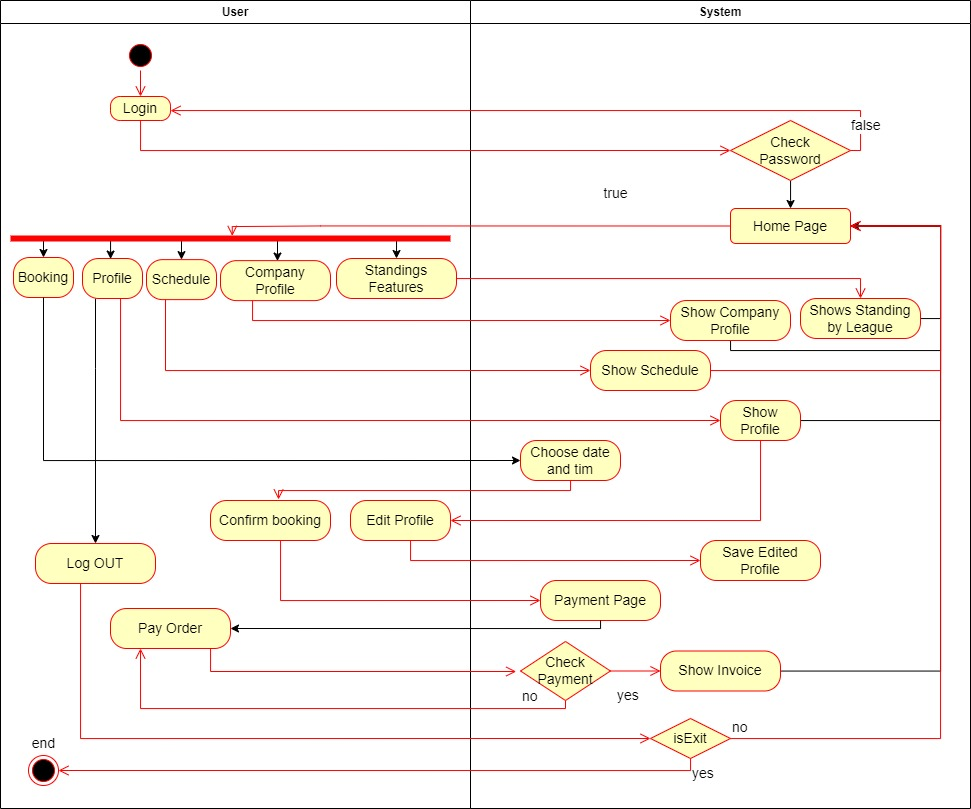 User
System
Login
false
Check
Password
true
Home Page
Booking
Profile
Schedule
Company
Profile
Standings
Features
Show Company
Profile
Shows Standing
by League
Show Schedule
Show
Profile
Choose date
and tim
Confirm booking
Edit Profile
Save Edited
Profile
Log OUT
Payment Page
Pay Order
Check
Payment
Show Invoice
no
yes
isExit
no
end
yes